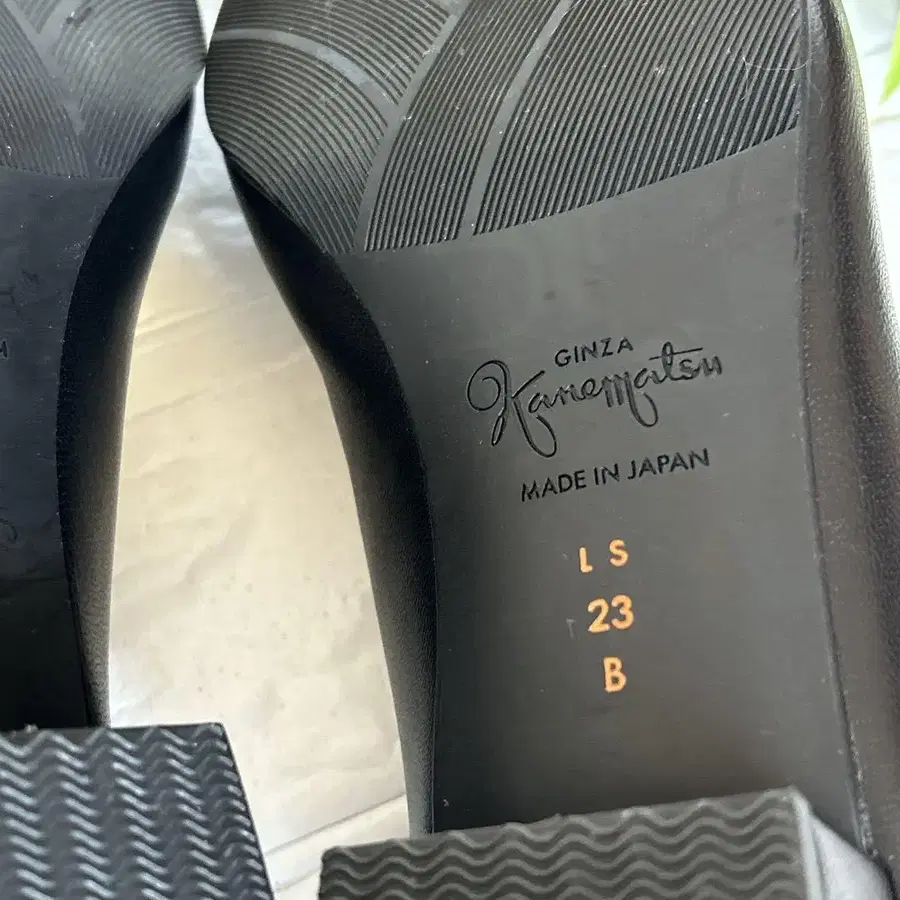 GINZA
Kanematsu
MADE IN JAPAN
L S
23
B